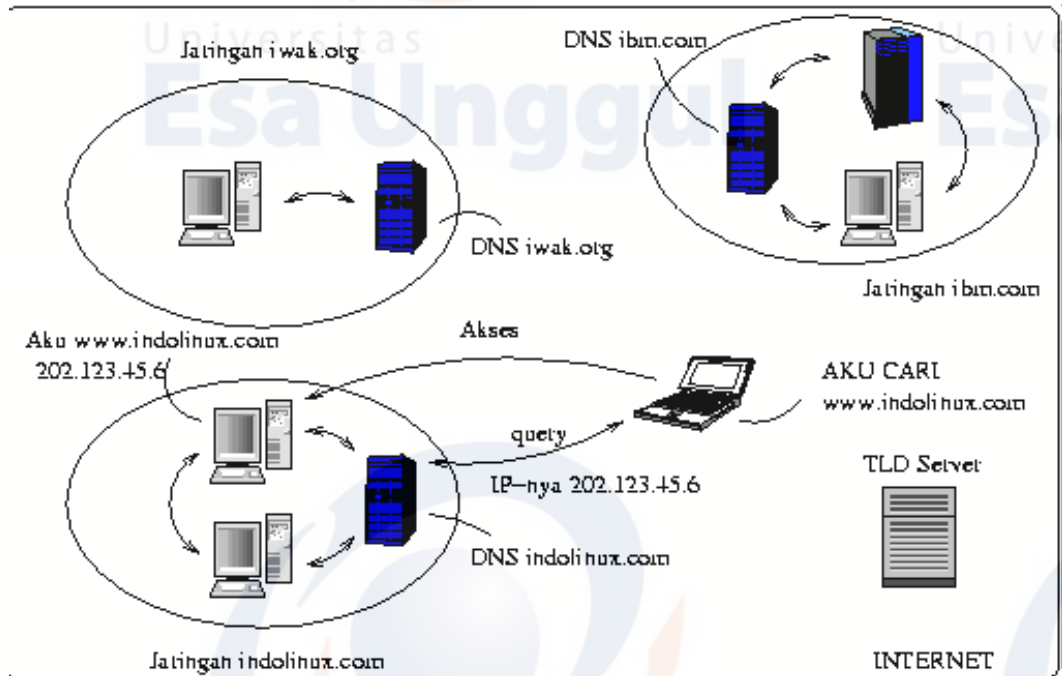 Universitas
Esa Unggul
Jaringan iwak.org
DNS iwak.org
DNS ibm.com
Jaringan ibm.com
Aku www.indolinux.com
202.123.45.6
Akses
AKU CARI
www.indolinux.com
query
IP-nya 202.123.45.6
TLD Server
DNS indolinux.com
Jaringan indolinux.com
INTERNET